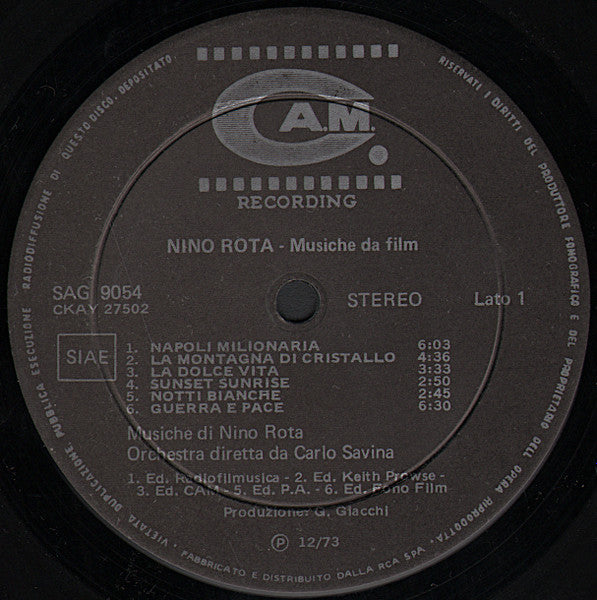 C.A.M.
RECORDING
NINO ROTA - Musiche da film
SAG 9054
CKAY 27502
STEREO
Lato 1
SIAE
1. NAPOLI MILIONARIA 6:03
2. LA MONTAGNA DI CRISTALLO 4:36
3. LA DOLCE VITA 3:33
4. SUNSET SUNRISE 2:50
5. NOTTI BIANCHE 2:45
6. GUERRA E PACE 6:30
Musiche di Nino Rota
Orchestra diretta da Carlo Savina
1. Ed. Radiofilmusica - 2. Ed. Keith Prowse -
3. Ed. CAM - 5. Ed. P.A. - 6. Ed. Fono Film
Produzione: G. Giacchi
Ⓟ 12/73
RISERVATI I DIRITTI DEL PRODUTTORE FONOGRAFICO E DEL PROPRIETARIO DELL'OPERA RIPRODOTTA •
FABBRICATO E DISTRIBUITO DALLA RCA SPA •
VIETATA DUPLICAZIONE, PUBBLICA ESECUZIONE RADIODIFFUSIONE DI QUESTO DISCO. DEPOSITATO